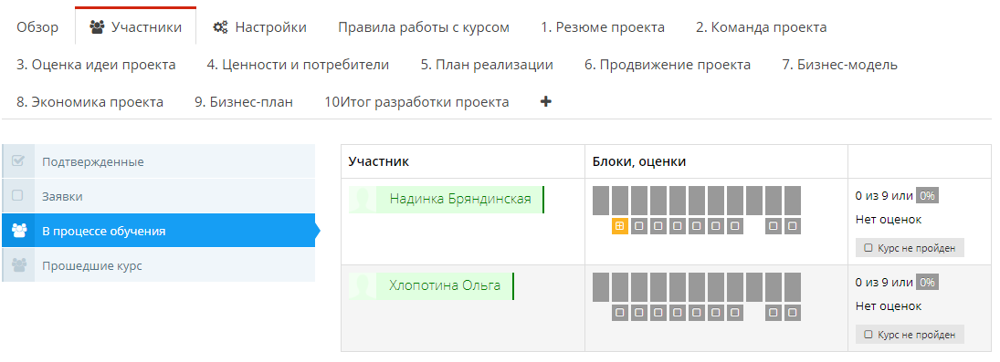 Обзор Участники Настройки Правила работы с курсом 1. Резюме проекта 2. Команда проекта
3. Оценка идеи проекта 4. Ценности и потребители 5. План реализации 6. Продвижение проекта 7. Бизнес-модель
8. Экономика проекта 9. Бизнес-план 10Итог разработки проекта +
Подтвержденные
Заявки
В процессе обучения
Прошедшие курс
Участник Блоки, оценки
Надинка Бряндинская
0 из 9 или 0%
Нет оценок
Курс не пройден
Хлопотина Ольга
0 из 9 или 0%
Нет оценок
Курс не пройден